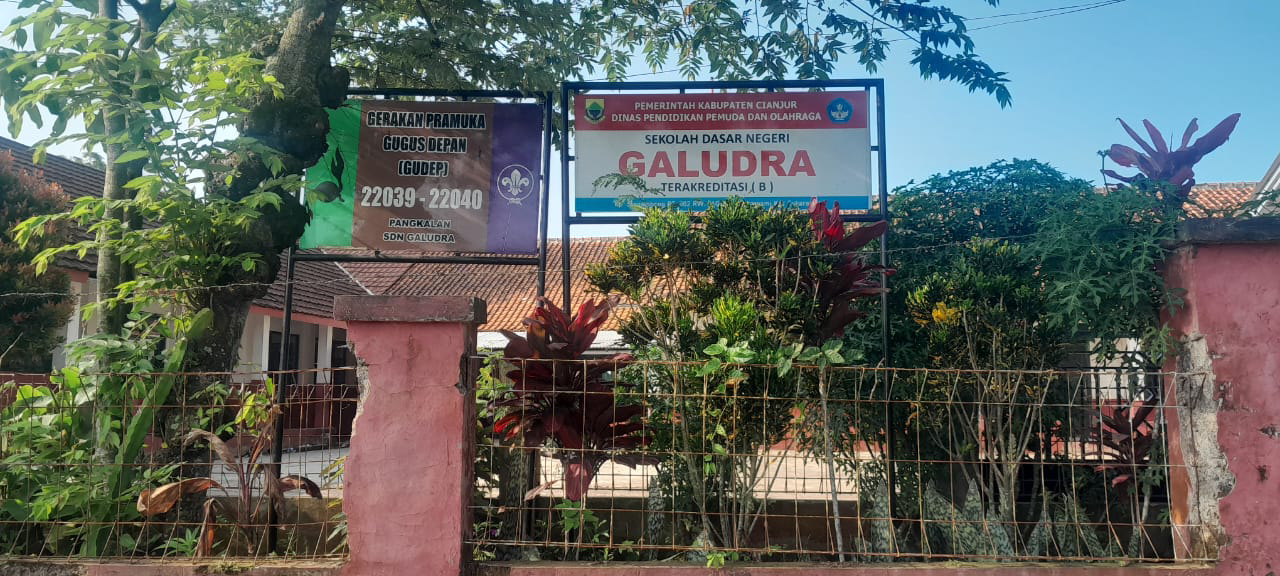 GERAKAN PRAMUKA
GUGUS DEPAN
(GUDEP)
22039 - 22040
PANGKALAN
SDN GALUDRA
PEMERINTAH KABUPATEN CIANJUR
DINAS PENDIDIKAN PEMUDA DAN OLAHRAGA
SEKOLAH DASAR NEGERI
GALUDRA
TERAKREDITASI ( B )